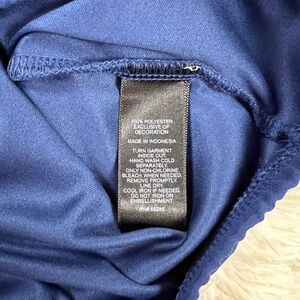 100% POLYESTER
EXCLUSIVE OF
DECORATION
MADE IN INDONESIA
TURN GARMENT
INSIDE OUT.
HAND WASH COLD
SEPARATELY.
ONLY NON-CHLORINE
BLEACH WHEN NEEDED.
REMOVE PROMPTLY.
LINE DRY.
COOL IRON IF NEEDED.
DO NOT IRON ON
EMBELLISHMENT.